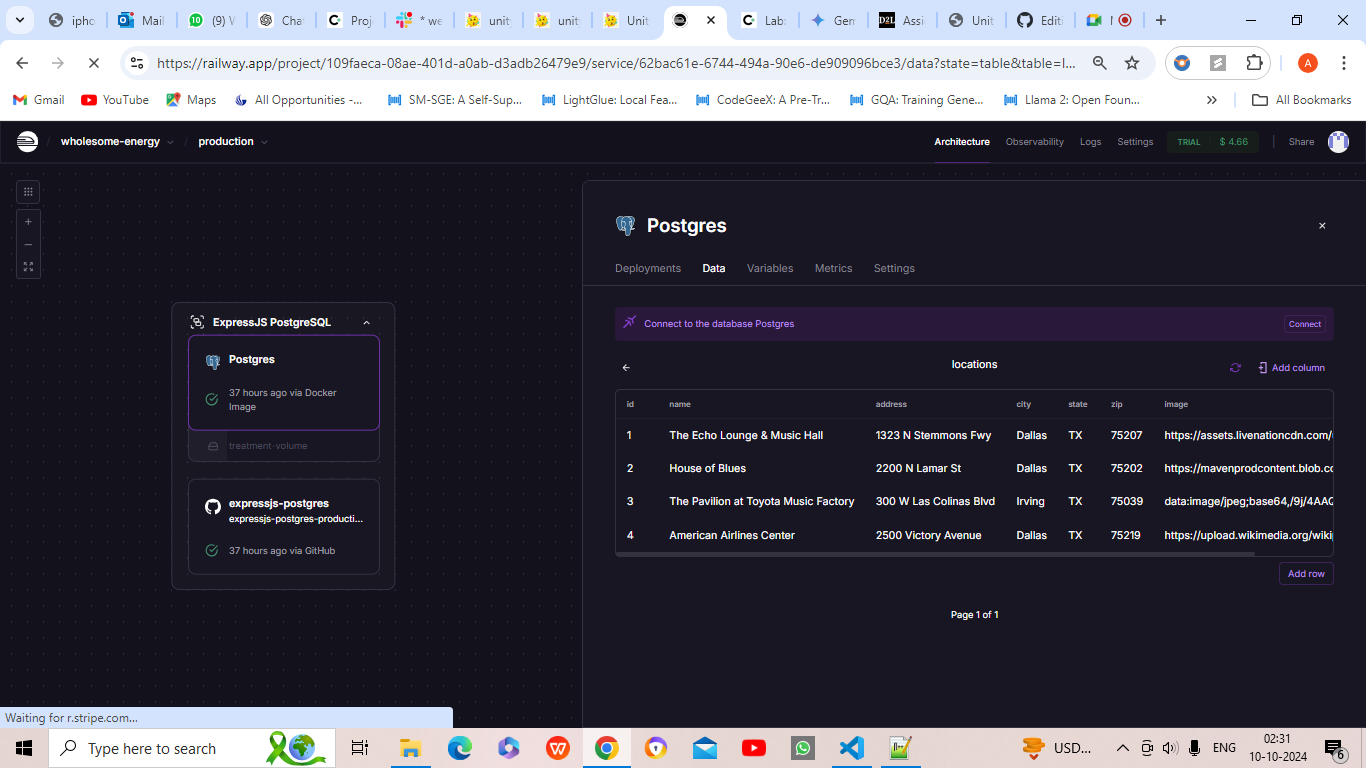 ipho
Mail
10
(9) W
Cha
Proj
* we
unit
unit
Unit
Lab
Gen
D2L
Assi
Unit
Edit
https://railway.app/project/109faeca-08ae-401d-a0ab-d3adb26479e9/service/62bac61e-6744-494a-90e6-de909096bce3/data?state=table&table=l...
A
Gmail
YouTube
Maps
All Opportunities -...
SM-SGE: A Self-Sup...
LightGlue: Local Fea...
CodeGeeX: A Pre-Tr...
GQA: Training Gene...
Llama 2: Open Foun...
All Bookmarks
/ wholesome-energy / production
Architecture
Observability
Logs
Settings
TRIAL $ 4.66
Share
Postgres
Deployments Data Variables Metrics Settings
Connect to the database Postgres
Connect
ExpressJS PostgreSQL
Postgres
37 hours ago via Docker
Image
treatment-volume
expressjs-postgres
expressjs-postgres-producti...
37 hours ago via GitHub
locations
Add column
id name address city state zip image
1 The Echo Lounge & Music Hall 1323 N Stemmons Fwy Dallas TX 75207 https://assets.livenationcdn.com/
2 House of Blues 2200 N Lamar St Dallas TX 75202 https://mavenprodcontent.blob.co
3 The Pavilion at Toyota Music Factory 300 W Las Colinas Blvd Irving TX 75039 data:image/jpeg;base64,/9j/4AAQ
4 American Airlines Center 2500 Victory Avenue Dallas TX 75219 https://upload.wikimedia.org/wikip
Add row
Page 1 of 1
Waiting for r.stripe.com...
Type here to search
USD...
ENG
02:31
10-10-2024
6